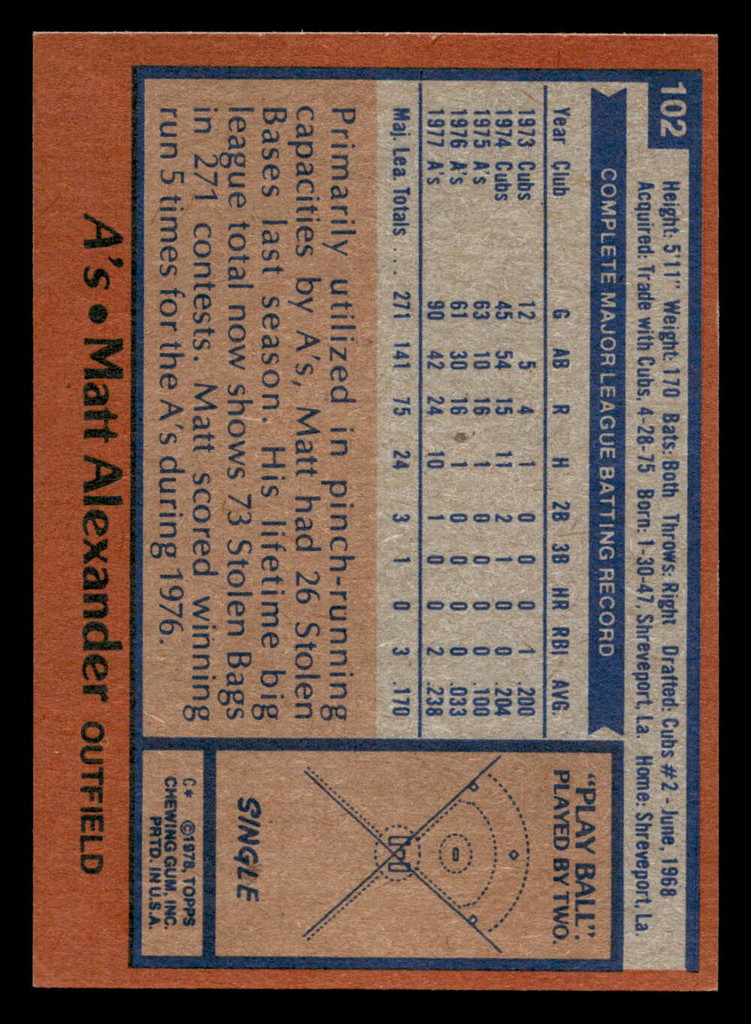 102
Height: 5'11" Weight: 170 Bats: Both Throws: Right Drafted: Cubs #2 - June, 1968
Acquired: Trade with Cubs, 4-28-75 Born: 1-30-47, Shreveport, La. Home: Shreveport, La.
COMPLETE MAJOR LEAGUE BATTING RECORD
Year Club G AB R H 2B 3B HR RBI AVG.
1973 Cubs 12 5 4 1 0 0 0 1 .200
1974 Cubs 45 54 15 11 2 1 0 0 .204
1975 A's 63 10 16 1 0 0 0 0 .100
1976 A's 61 30 16 1 0 0 0 0 .033
1977 A's 90 42 24 10 1 0 0 2 .238
Maj. Lea. Totals .... 271 141 75 24 3 1 0 3 .170
Primarily utilized in pinch-running
capacities by A's, Matt had 26 Stolen
Bases last season. His lifetime big
league total now shows 73 Stolen Bags
in 271 contests. Matt scored winning
run 5 times for the A's during 1976.
"PLAY BALL".
PLAYED BY TWO.
SINGLE
C* ©1978, TOPPS
CHEWING GUM, INC.
PRTD. IN U.S.A.
A's • Matt Alexander OUTFIELD